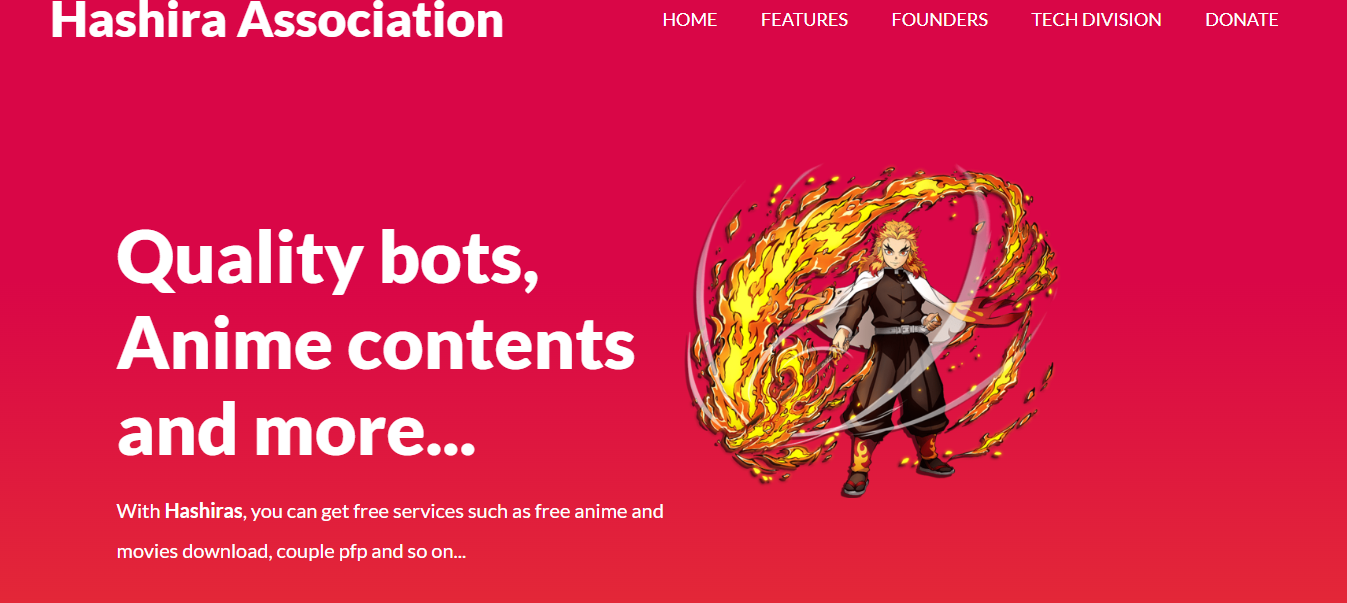 Hashira Association
HOME FEATURES FOUNDERS TECH DIVISION DONATE
Quality bots,
Anime contents
and more...
With Hashiras, you can get free services such as free anime and
movies download, couple pfp and so on...